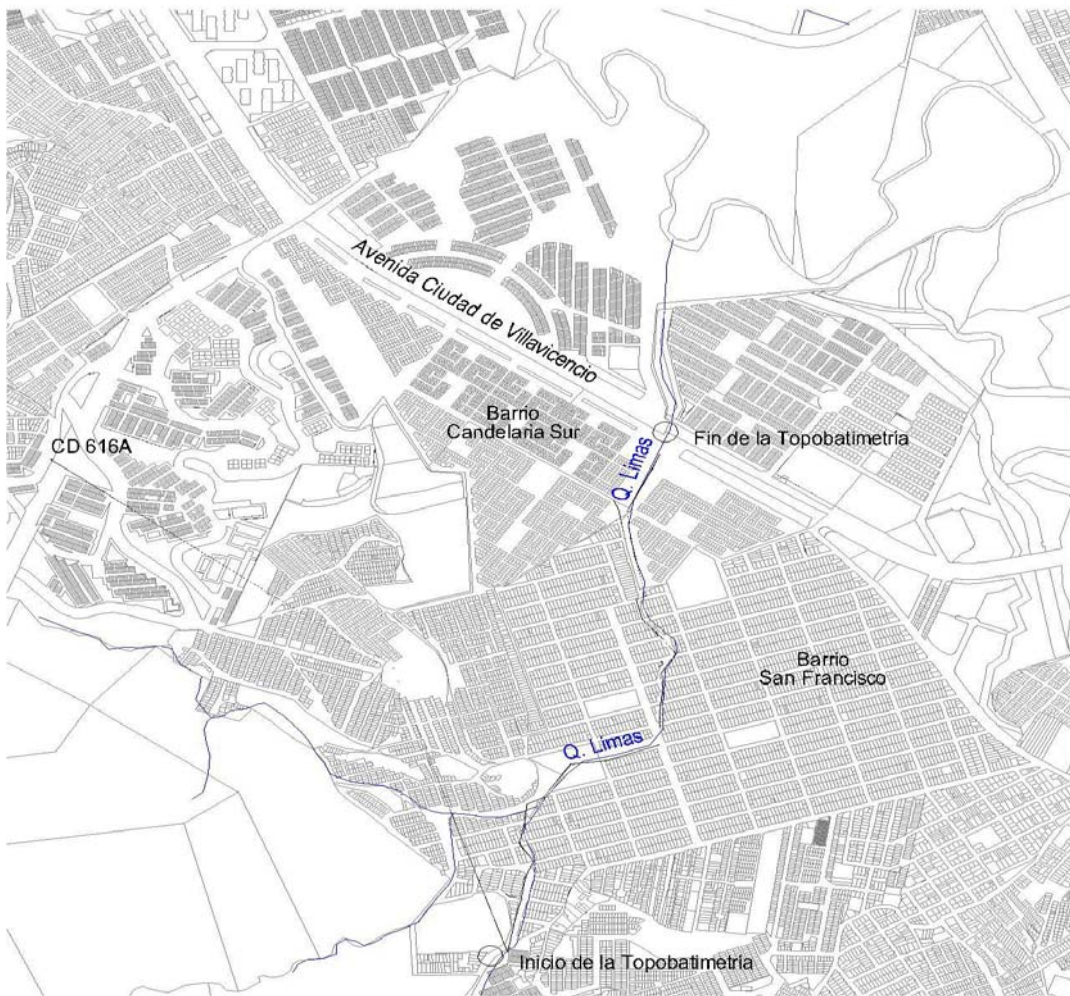 Avenida Ciudad de Villavicencio
Barrio
Candelaria Sur
Fin de la Topobatimetria
CD 616A
Q. Limas
Barrio
San Francisco
Q. Limas
Inicio de la Topobatimetria